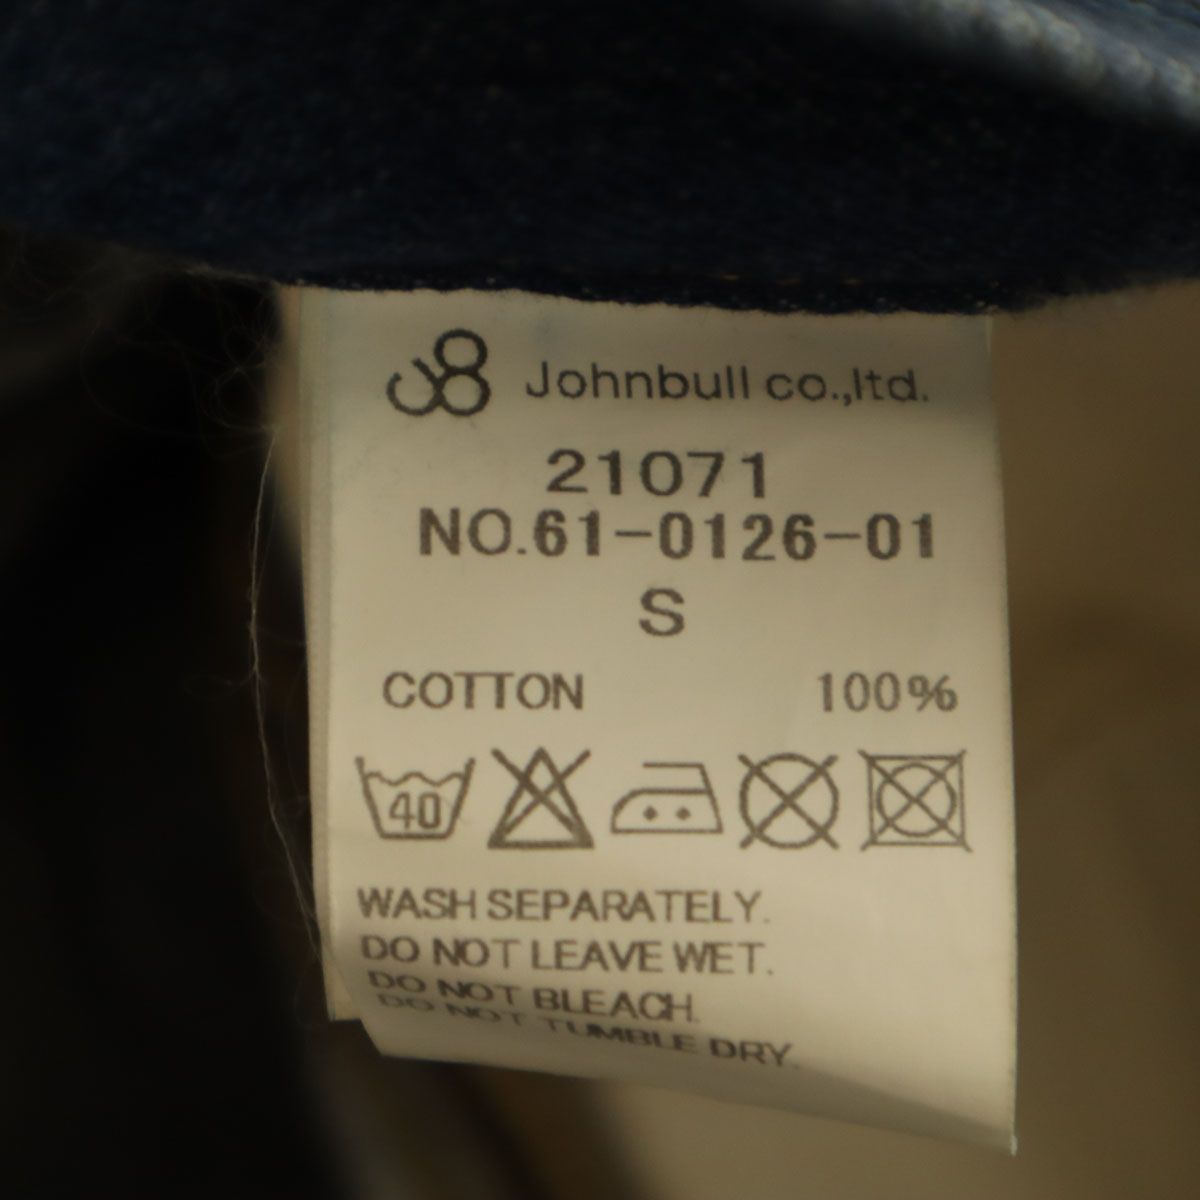 Johnbull co.,ltd.
21071
NO.61-0126-01
S
COTTON 100%
40
WASH SEPARATELY.
DO NOT LEAVE WET.
DO NOT BLEACH.
DO NOT TUMBLE DRY.